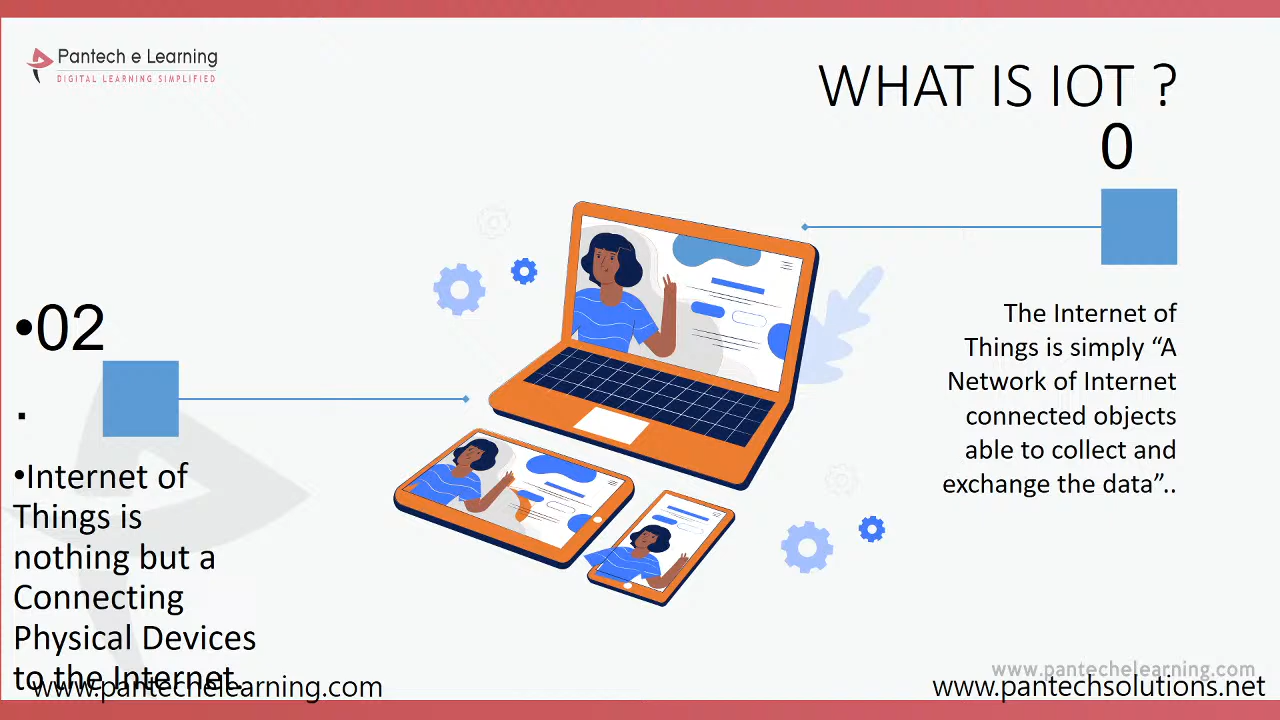 Pantech e Learning
DIGITAL LEARNING SIMPLIFIED
WHAT IS IOT ?
0
The Internet of
Things is simply “A
Network of Internet
connected objects
able to collect and
exchange the data”..
•02
.
•Internet of
Things is
nothing but a
Connecting
Physical Devices
to the Internet.
www.pantechelearning.com
www.pantechelearning.com
www.pantechsolutions.net